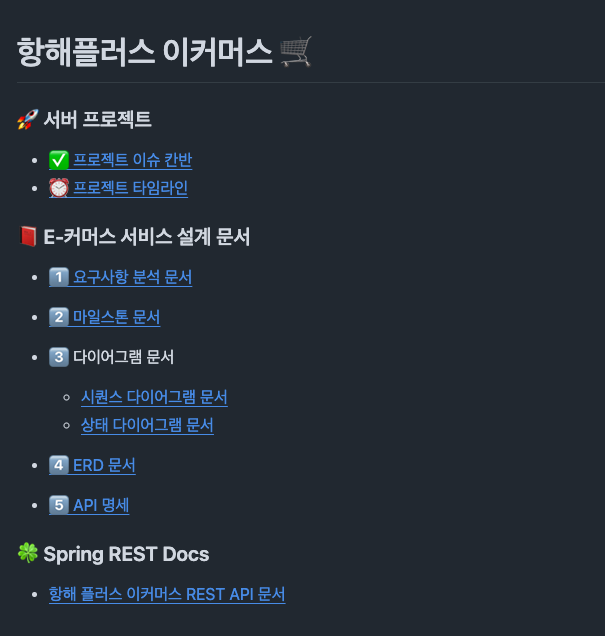 항해플러스 이커머스 🛒
🚀 서버 프로젝트
✅ 프로젝트 이슈 칸반
⏰ 프로젝트 타임라인
📕 E-커머스 서비스 설계 문서
1️⃣ 요구사항 분석 문서
2️⃣ 마일스톤 문서
3️⃣ 다이어그램 문서
시퀀스 다이어그램 문서
상태 다이어그램 문서
4️⃣ ERD 문서
5️⃣ API 명세
🍀 Spring REST Docs
항해 플러스 이커머스 REST API 문서